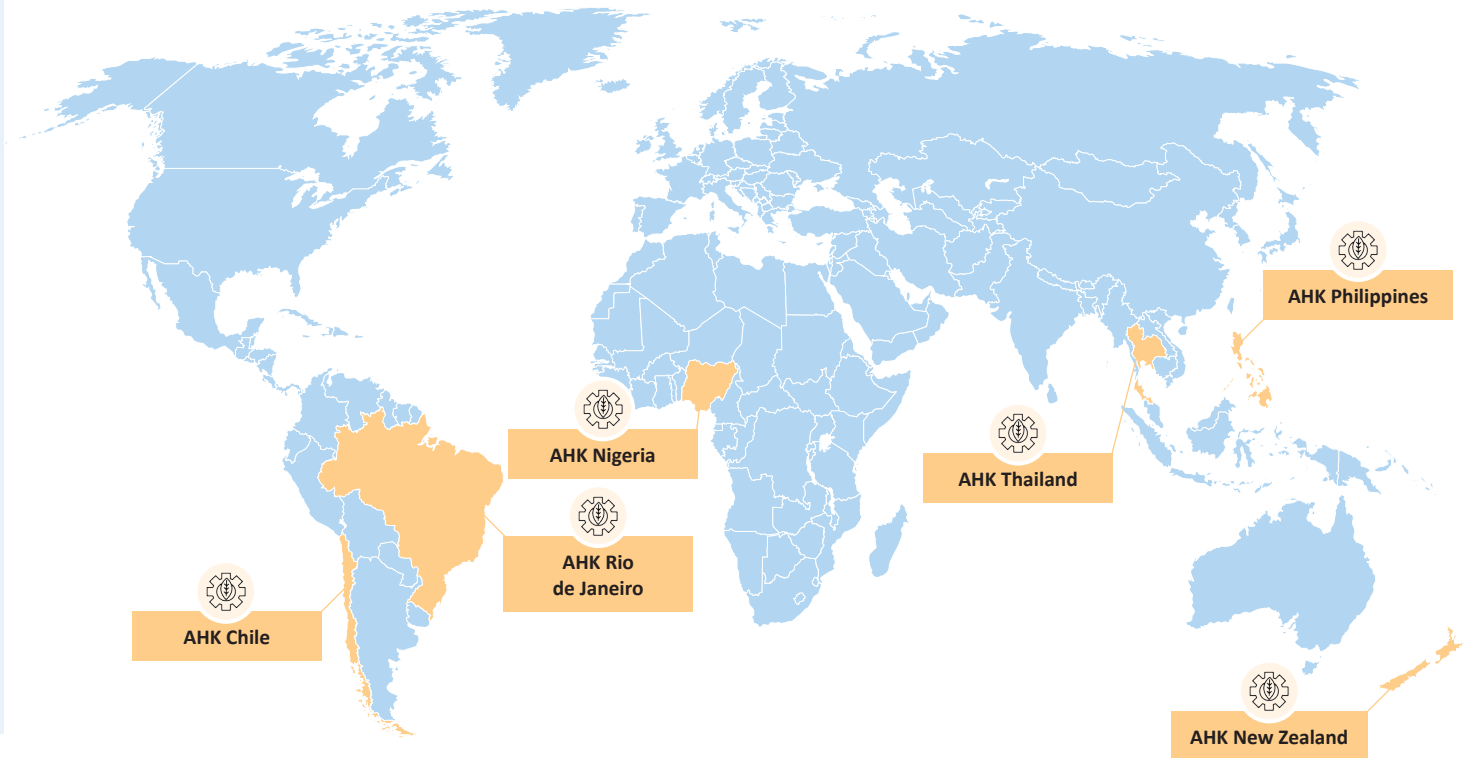 AHK Philippines
AHK Nigeria
AHK Thailand
AHK Rio
de Janeiro
AHK Chile
AHK New Zealand